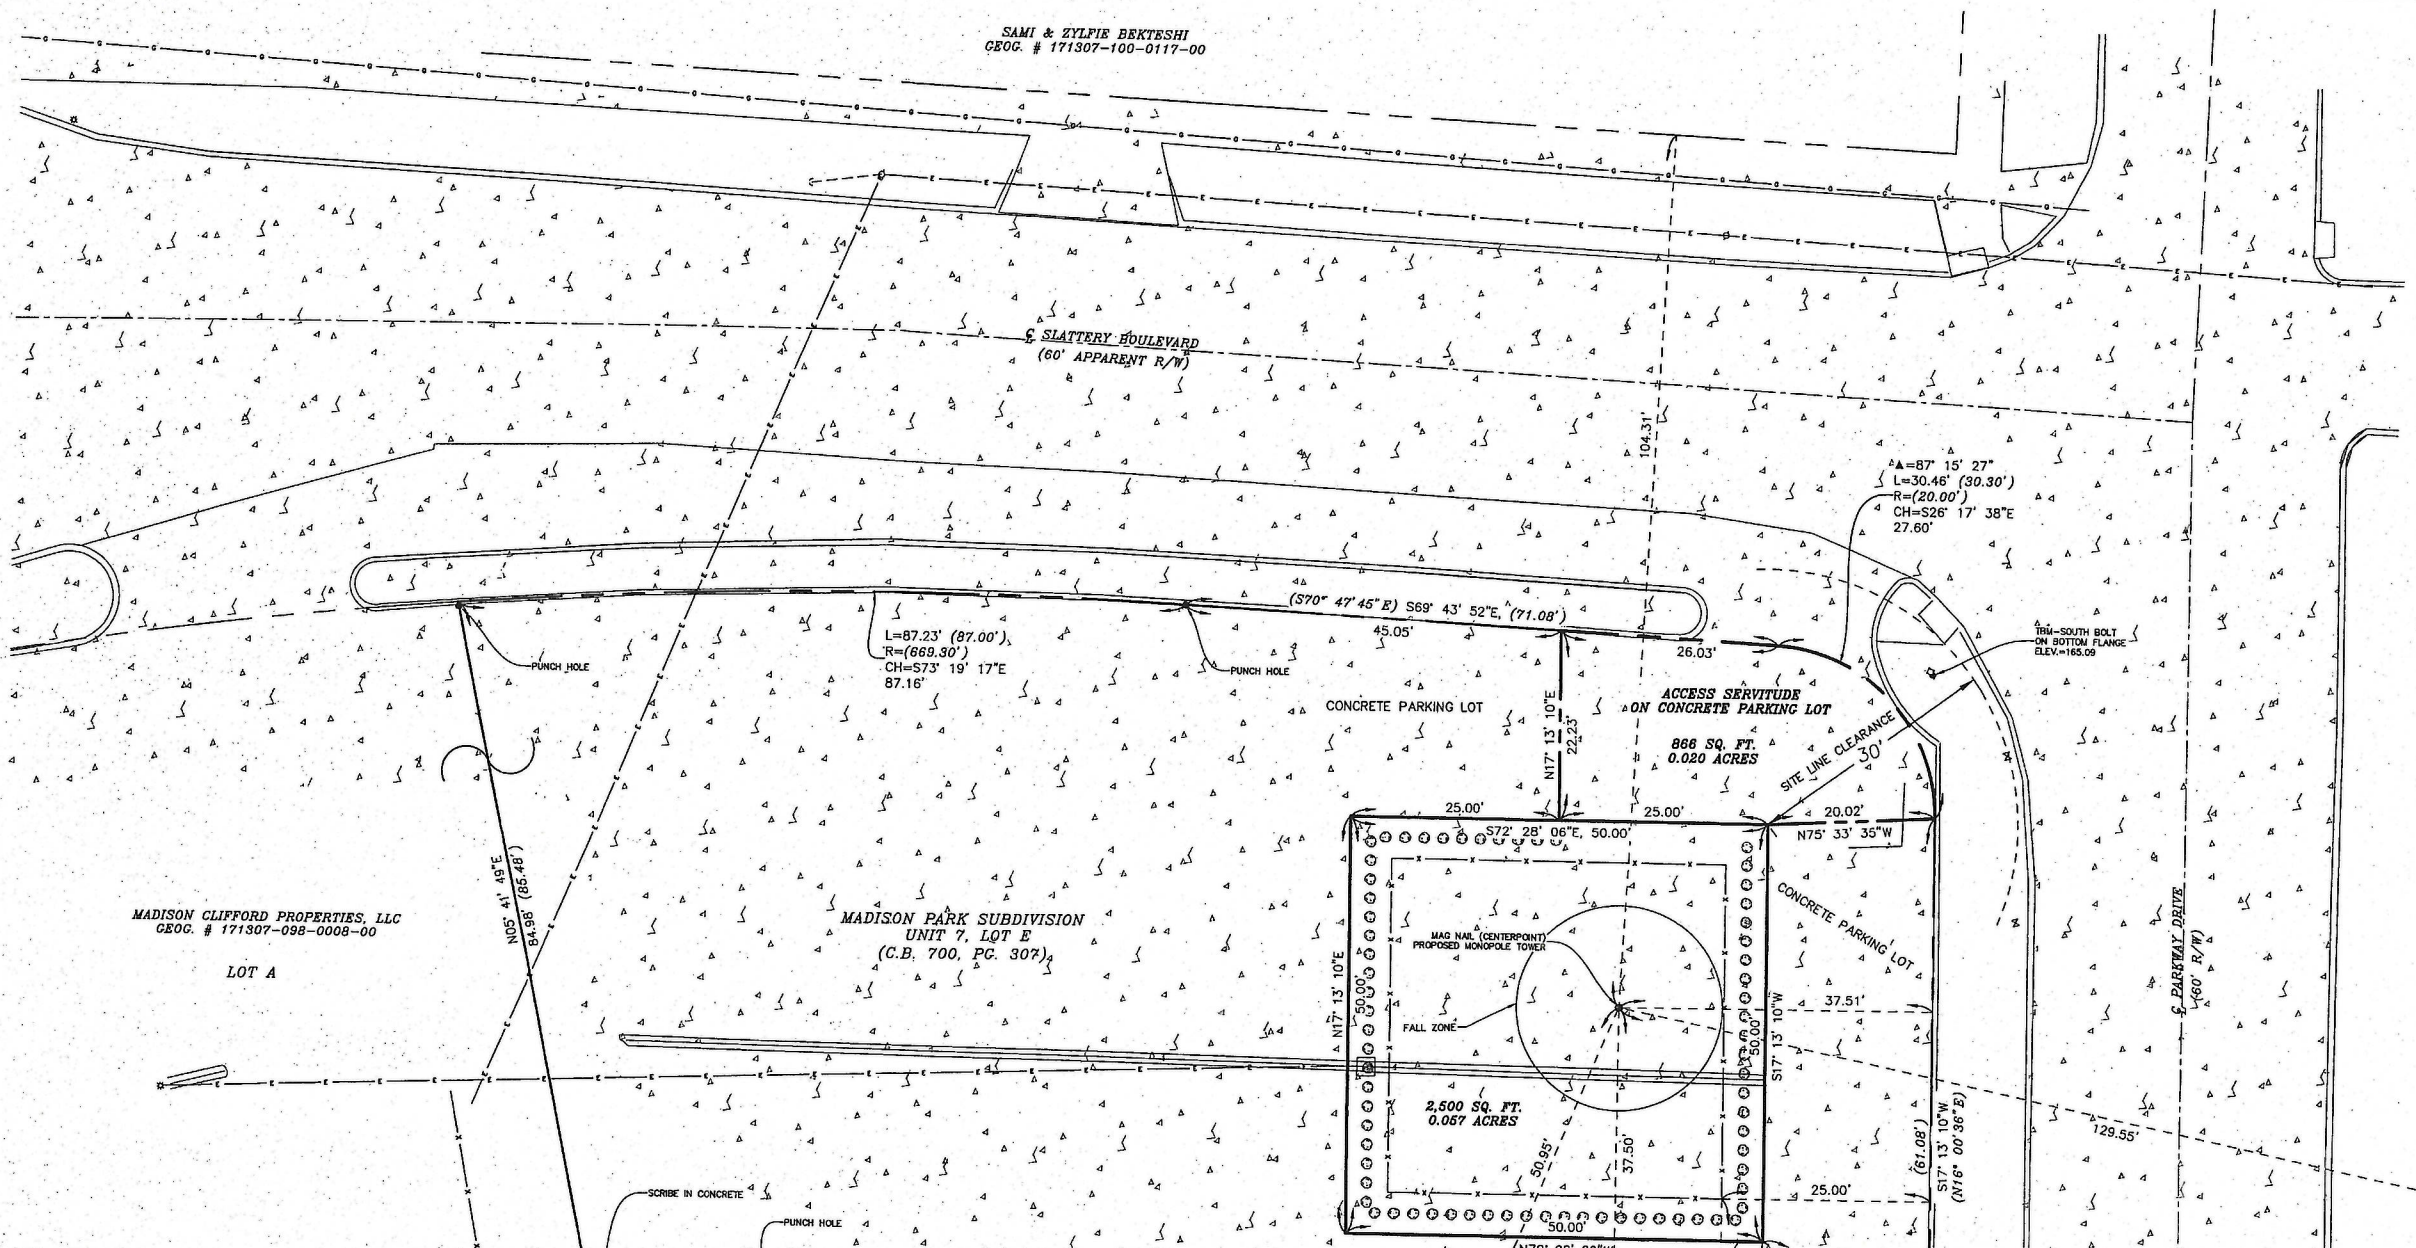 SAMI & ZYLFIE BEKTESHI
GEOG. # 171307-100-0117-00
℄ SLATTERY BOULEVARD
(60' APPARENT R/W)
104.31'
▲=87° 15' 27"
L=30.46' (30.30')
R=(20.00')
CH=S26° 17' 38"E
27.60'
(S70° 47'45"E) S69° 43' 52"E, (71.08')
45.05'
26.03'
L=87.23' (87.00')
R=(669.30')
CH=S73° 19' 17"E
87.16'
PUNCH HOLE
PUNCH HOLE
TBM-SOUTH BOLT
ON BOTTOM FLANGE
ELEV.=165.09
CONCRETE PARKING LOT
N17° 13' 10"E
22.23'
ACCESS SERVITUDE
ON CONCRETE PARKING LOT
866 SQ. FT.
0.020 ACRES
SITE LINE CLEARANCE
30'
25.00'
25.00'
20.02'
S72° 28' 06"E, 50.00'
N75° 33' 35"W
N05° 41' 49"E
84.98' (85.48')
MADISON CLIFFORD PROPERTIES, LLC
GEOG. # 171307-098-0008-00
LOT A
MADISON PARK SUBDIVISION
UNIT 7, LOT E
(C.B. 700, PG. 307)
MAG NAIL (CENTERPOINT)
PROPOSED MONOPOLE TOWER
CONCRETE PARKING LOT
℄ PARKWAY DRIVE
(60' R/W)
N17° 13' 10"E
50.00'
FALL ZONE
37.51'
S17° 13' 10"W
50.00'
2,500 SQ. FT.
0.057 ACRES
50.95'
37.50'
129.55'
(61.08')
S17° 13' 10"W
(N16° 00'36"E)
25.00'
SCRIBE IN CONCRETE
PUNCH HOLE
50.00'